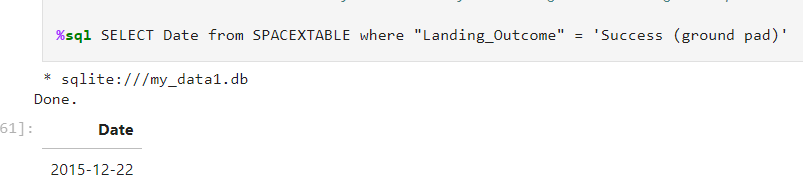 %sql SELECT Date from SPACEXTABLE where "Landing_Outcome" = 'Success (ground pad)'
* sqlite:///my_data1.db
Done.
61]:
Date
2015-12-22